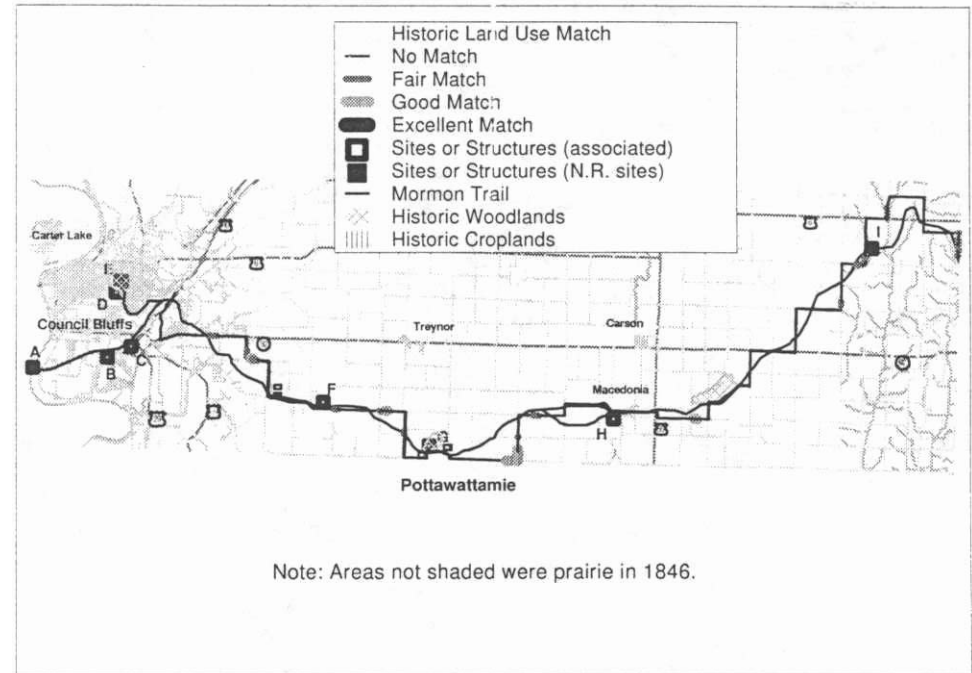 Historic Land Use Match
No Match
Fair Match
Good Match
Excellent Match
Sites or Structures (associated)
Sites or Structures (N.R. sites)
Mormon Trail
Historic Woodlands
Historic Croplands
Carter Lake
I
E
D
Council Bluffs
Treynor
Carson
A
C
B
Macedonia
F
G
H
Pottawattamie
Note: Areas not shaded were prairie in 1846.